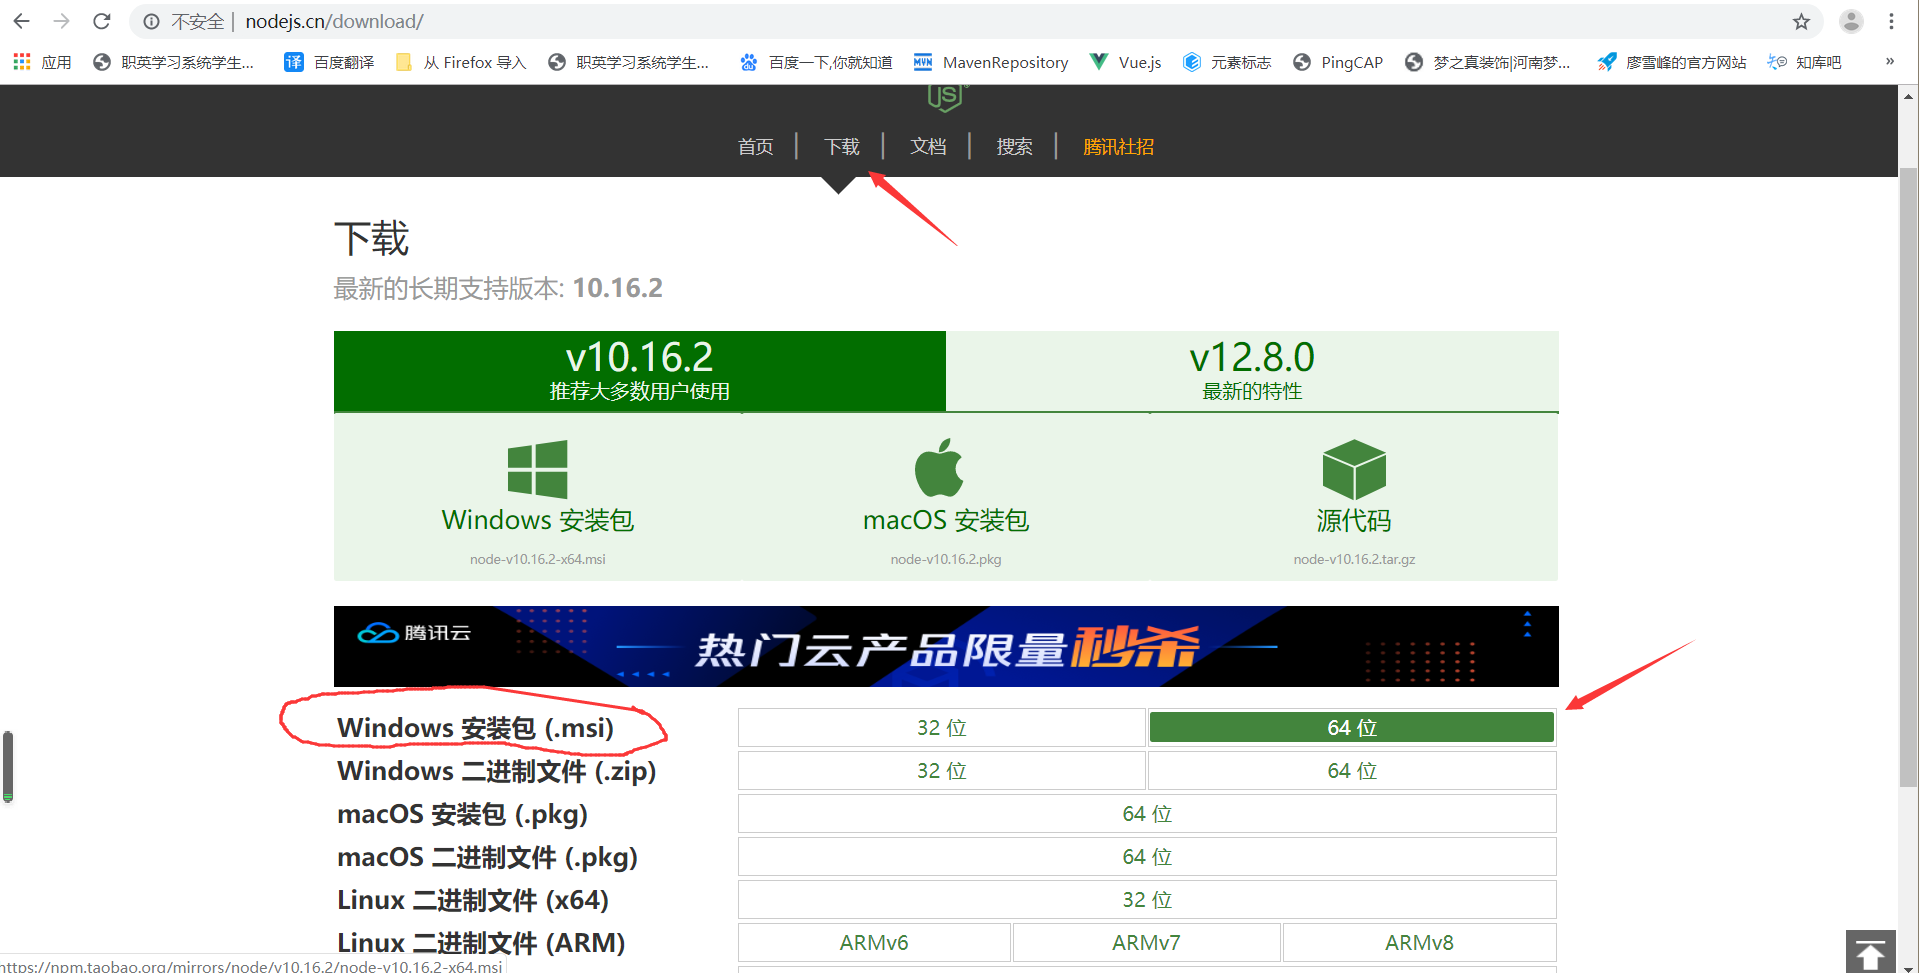 不安全 | nodejs.cn/download/
应用 职英学习系统学生... 译 百度翻译 从 Firefox 导入 职英学习系统学生... 百度一下,你就知道 MVN MavenRepository Vue.js 元素标志 PingCAP 梦之真装饰|河南梦... 廖雪峰的官方网站 知库吧 »
JS
首页 | 下载 | 文档 | 搜索 | 腾讯社招
下载
最新的长期支持版本: 10.16.2
v10.16.2 v12.8.0
推荐大多数用户使用 最新的特性
Windows 安装包 macOS 安装包 源代码
node-v10.16.2-x64.msi node-v10.16.2.pkg node-v10.16.2.tar.gz
腾讯云 热门云产品限量秒杀
Windows 安装包 (.msi) 32 位 64 位
Windows 二进制文件 (.zip) 32 位 64 位
macOS 安装包 (.pkg) 64 位
macOS 二进制文件 (.pkg) 64 位
Linux 二进制文件 (x64) 32 位
Linux 二进制文件 (ARM) ARMv6 ARMv7 ARMv8
https://npm.taobao.org/mirrors/node/v10.16.2/node-v10.16.2-x64.msi